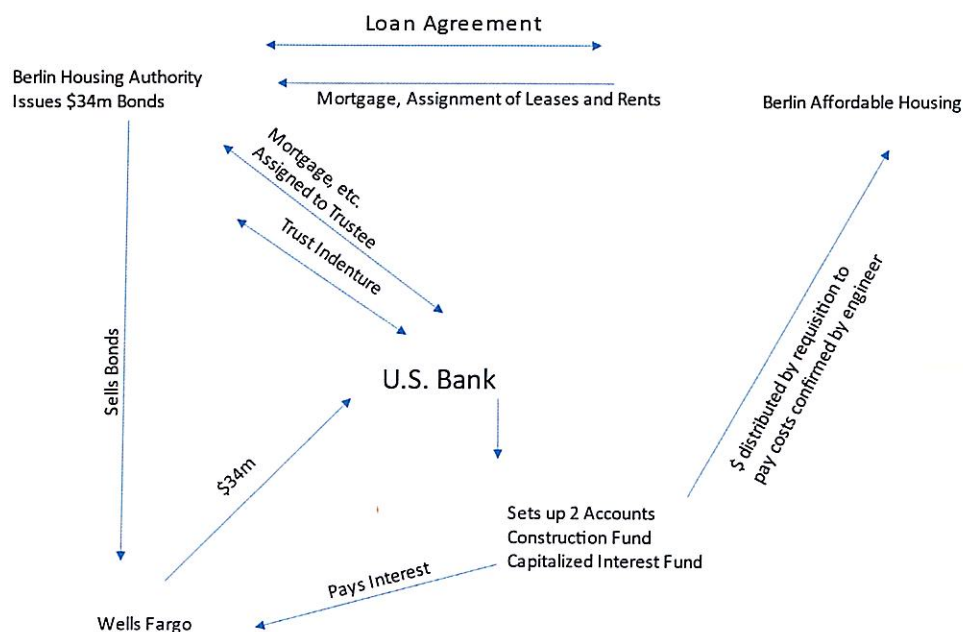 Loan Agreement
Berlin Housing Authority
Issues $34m Bonds
Mortgage, Assignment of Leases and Rents
Berlin Affordable Housing
Mortgage, etc.
Assigned to Trustee
Trust Indenture
Sells Bonds
U.S. Bank
$ distributed by requisition to
pay costs confirmed by engineer
$34m
Sets up 2 Accounts
Construction Fund
Capitalized Interest Fund
Pays Interest
Wells Fargo